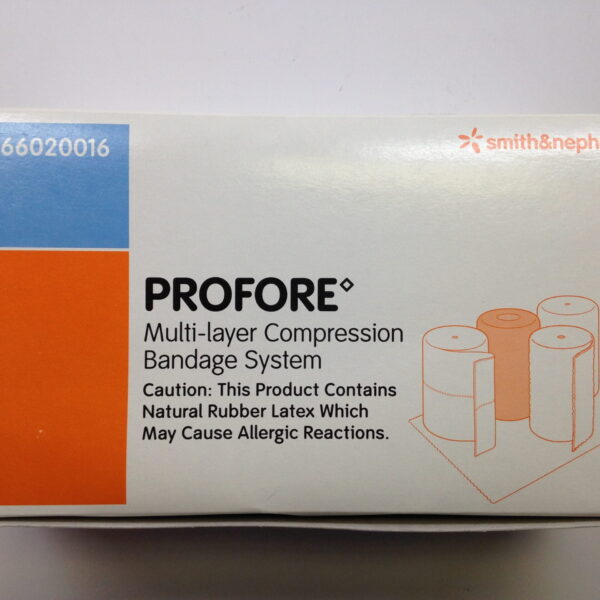 66020016
smith&neph
PROFORE◊
Multi-layer Compression
Bandage System
Caution: This Product Contains
Natural Rubber Latex Which
May Cause Allergic Reactions.